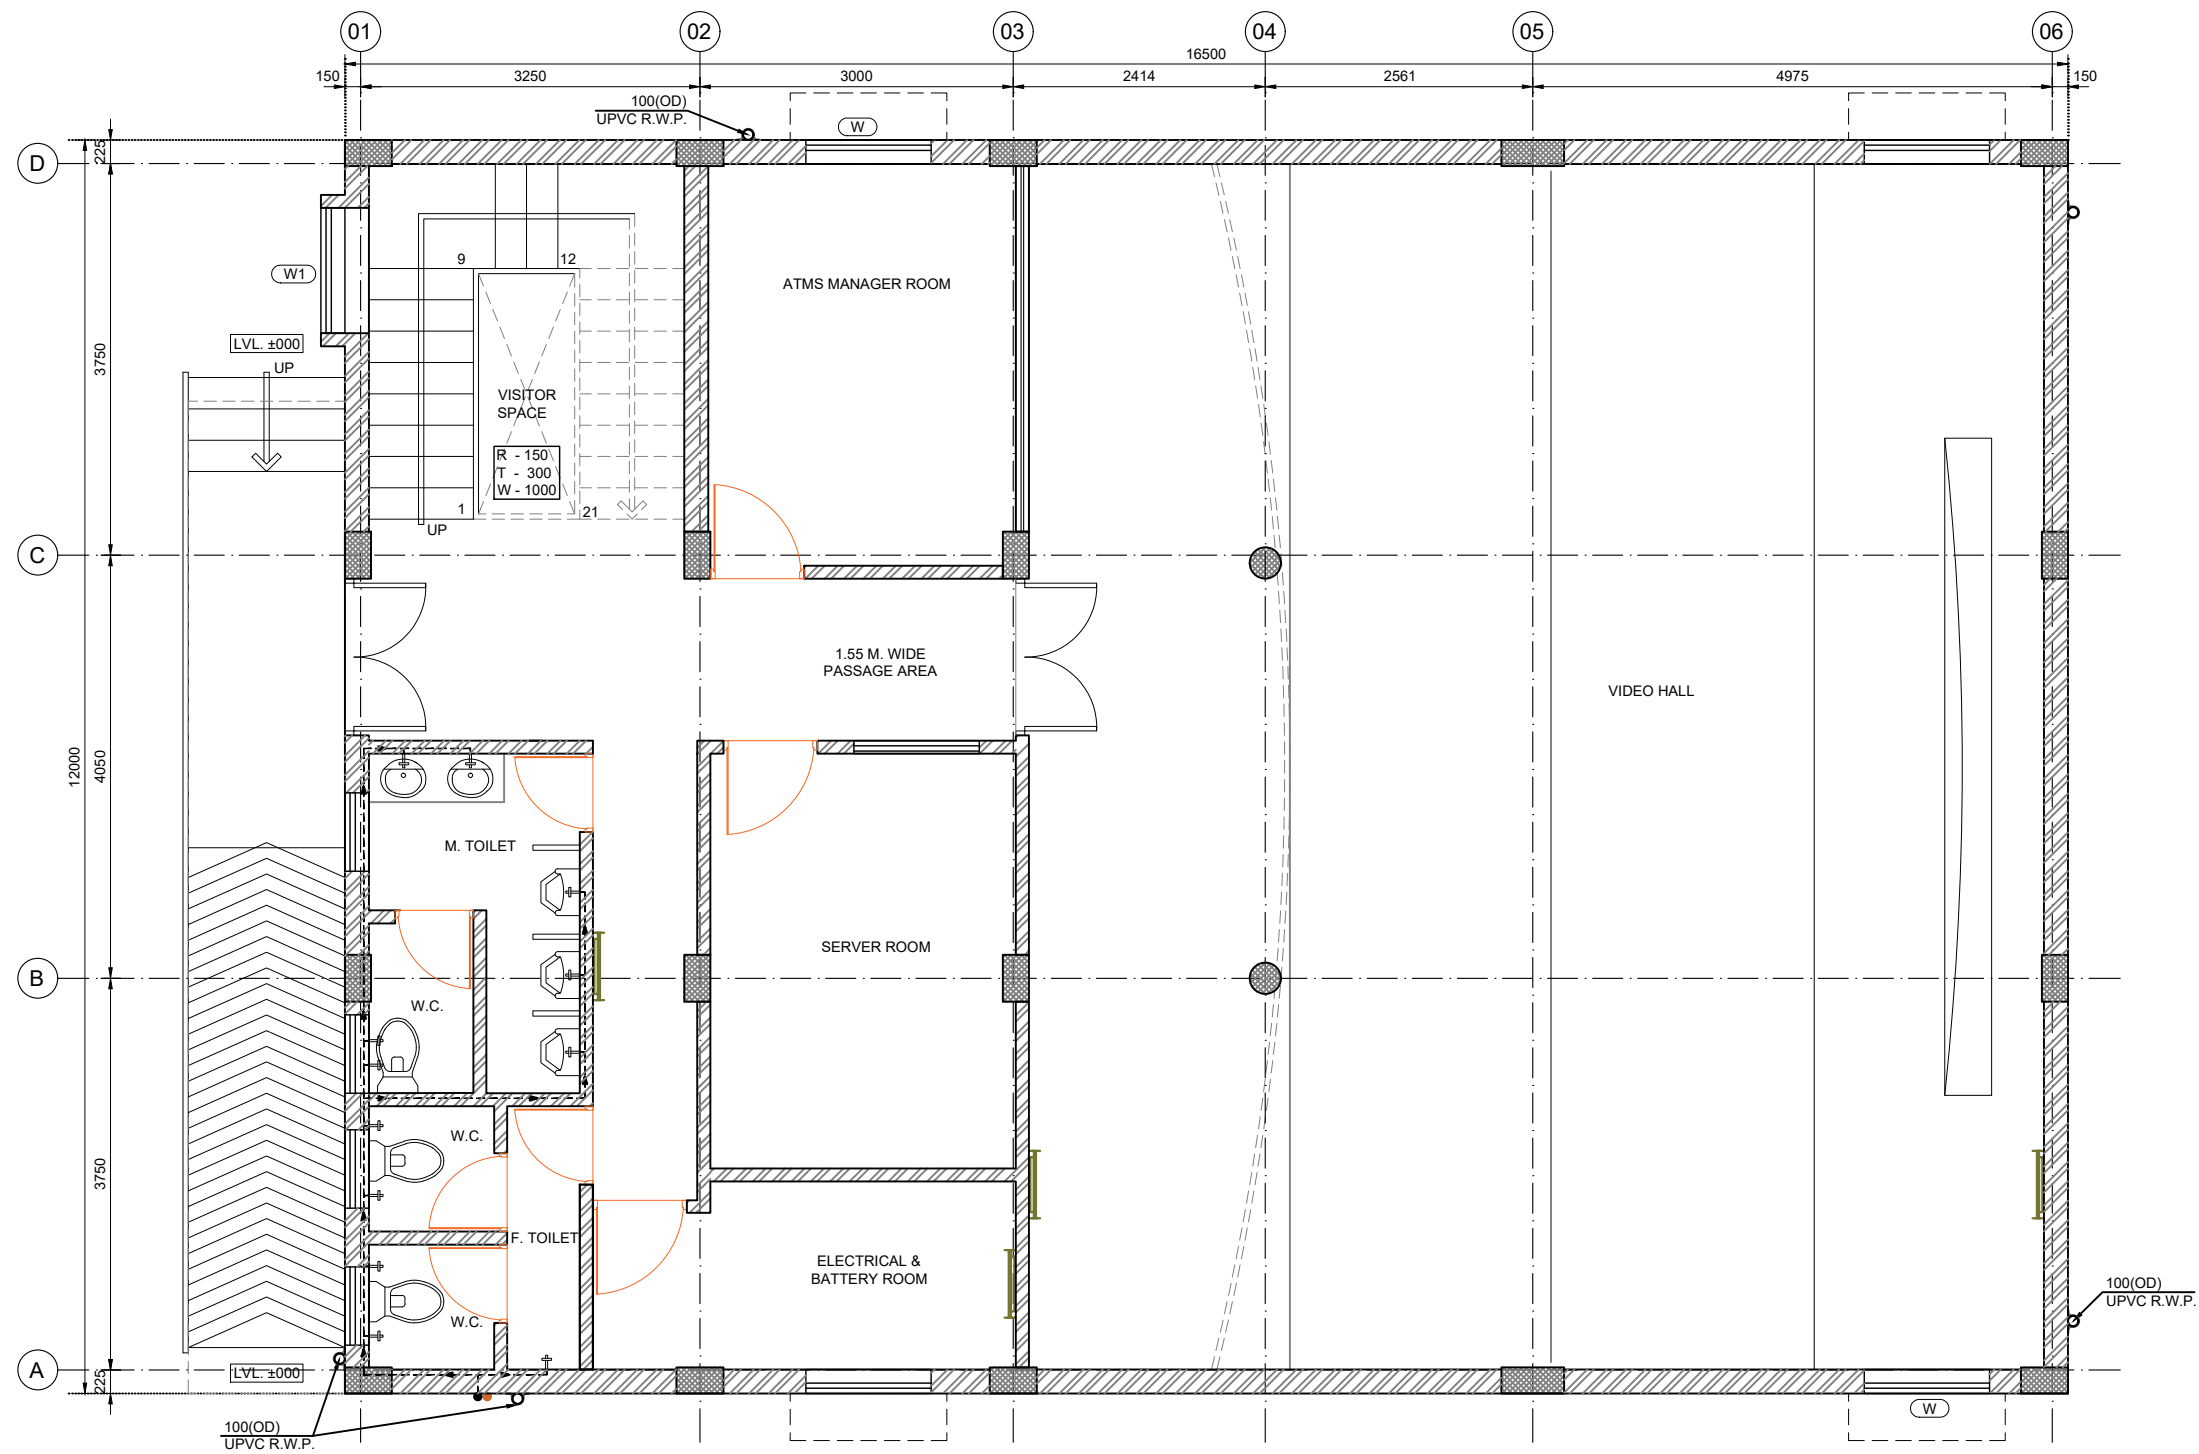 01
02
03
04
05
06
16500
150
3250
3000
2414
2561
4975
150
100(OD)
UPVC R.W.P.
W
D
225
W1
9
12
ATMS MANAGER ROOM
LVL. ±000
UP
3750
VISITOR
SPACE
R - 150
T - 300
W - 1000
1
21
UP
C
1.55 M. WIDE
PASSAGE AREA
VIDEO HALL
12000
4050
M. TOILET
SERVER ROOM
B
W.C.
W.C.
3750
F. TOILET
ELECTRICAL &
BATTERY ROOM
100(OD)
UPVC R.W.P.
W.C.
A
LVL. ±000
225
W
100(OD)
UPVC R.W.P.